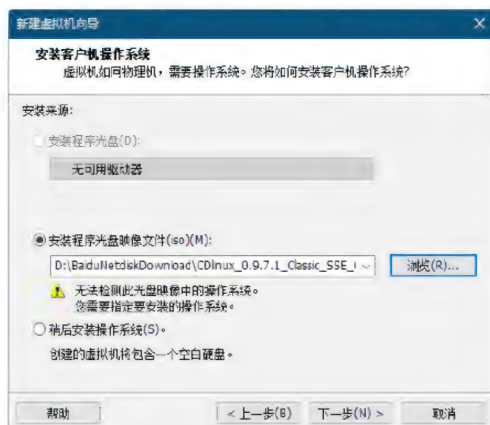 新建虚拟机向导
安装客户机操作系统
虚拟机如同物理机，需要操作系统。您将如何安装客户机操作系统?
安装来源:
安装程序光盘(D):
无可用驱动器
安装程序光盘映像文件(iso)(M):
D:\BaiduNetdiskDownload\CDlnux_0.9.7.1_Classic_SSE_(
浏览(R)...
无法检测此光盘映像中的操作系统。
您需要指定要安装的操作系统。
稍后安装操作系统(S)。
创建的虚拟机将包含一个空白硬盘。
帮助
< 上一步(B)
下一步(N) >
取消